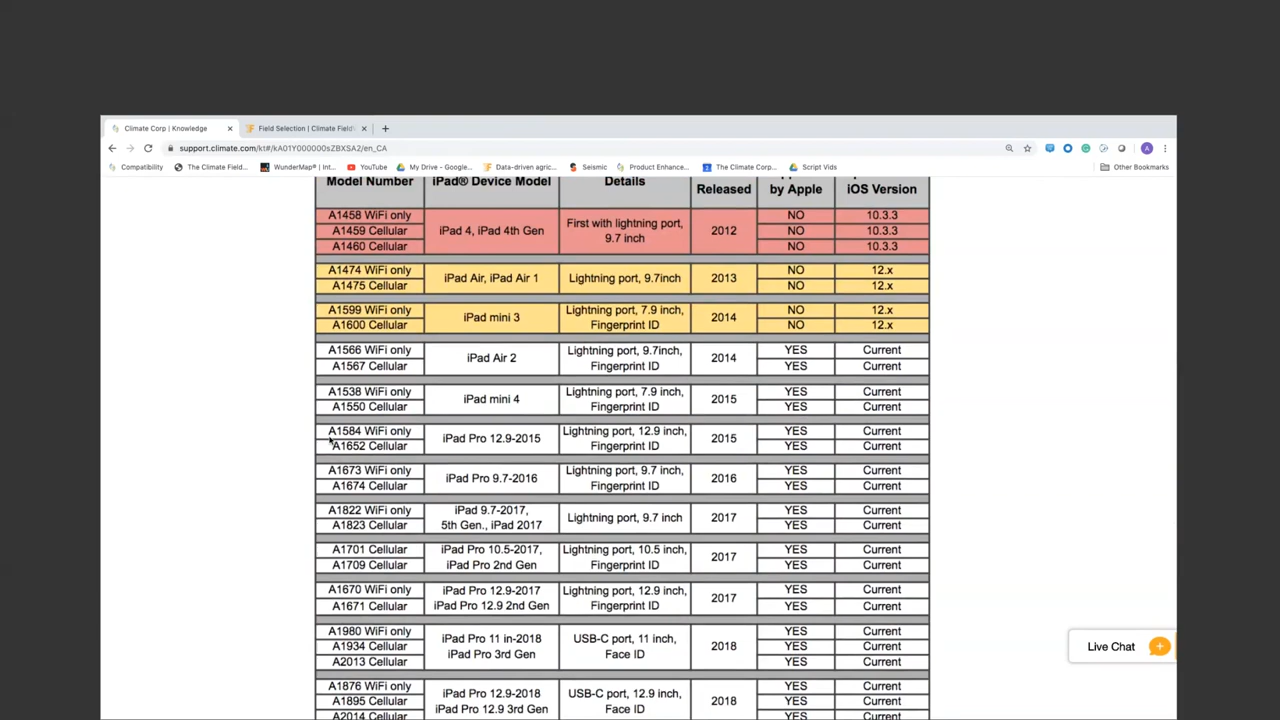 Climate Corp | Knowledge
Field Selection | Climate Field
support.climate.com/kt#/kA01Y000000sZBXSA2/en_CA
A
Compatibility
The Climate Field...
WunderMap® | Int...
YouTube
My Drive - Google...
Data-driven agric...
Seismic
Product Enhance...
The Climate Corp...
Script Vids
Other Bookmarks
Model Number iPad® Device Model Details Released by Apple iOS Version
A1458 WiFi only NO 10.3.3
A1459 Cellular iPad 4, iPad 4th Gen First with lightning port, 9.7 inch 2012 NO 10.3.3
A1460 Cellular NO 10.3.3
A1474 WiFi only iPad Air, iPad Air 1 Lightning port, 9.7inch 2013 NO 12.x
A1475 Cellular NO 12.x
A1599 WiFi only iPad mini 3 Lightning port, 7.9 inch, 2014 NO 12.x
A1600 Cellular Fingerprint ID NO 12.x
A1566 WiFi only iPad Air 2 Lightning port, 9.7inch, 2014 YES Current
A1567 Cellular Fingerprint ID YES Current
A1538 WiFi only iPad mini 4 Lightning port, 7.9 inch, 2015 YES Current
A1550 Cellular Fingerprint ID YES Current
A1584 WiFi only iPad Pro 12.9-2015 Lightning port, 12.9 inch, 2015 YES Current
A1652 Cellular Fingerprint ID YES Current
A1673 WiFi only iPad Pro 9.7-2016 Lightning port, 9.7 inch, 2016 YES Current
A1674 Cellular Fingerprint ID YES Current
A1822 WiFi only iPad 9.7-2017, Lightning port, 9.7 inch 2017 YES Current
A1823 Cellular 5th Gen., iPad 2017 YES Current
A1701 Cellular iPad Pro 10.5-2017, Lightning port, 10.5 inch, 2017 YES Current
A1709 Cellular iPad Pro 2nd Gen Fingerprint ID YES Current
A1670 WiFi only iPad Pro 12.9-2017 Lightning port, 12.9 inch, 2017 YES Current
A1671 Cellular iPad Pro 12.9 2nd Gen Fingerprint ID YES Current
A1980 WiFi only iPad Pro 11 in-2018 USB-C port, 11 inch, 2018 YES Current
A1934 Cellular iPad Pro 3rd Gen Face ID YES Current
A2013 Cellular YES Current
A1876 WiFi only iPad Pro 12.9-2018 USB-C port, 12.9 inch, 2018 YES Current
A1895 Cellular iPad Pro 12.9 3rd Gen Face ID YES Current
A2014 Cellular YES Current
Live Chat